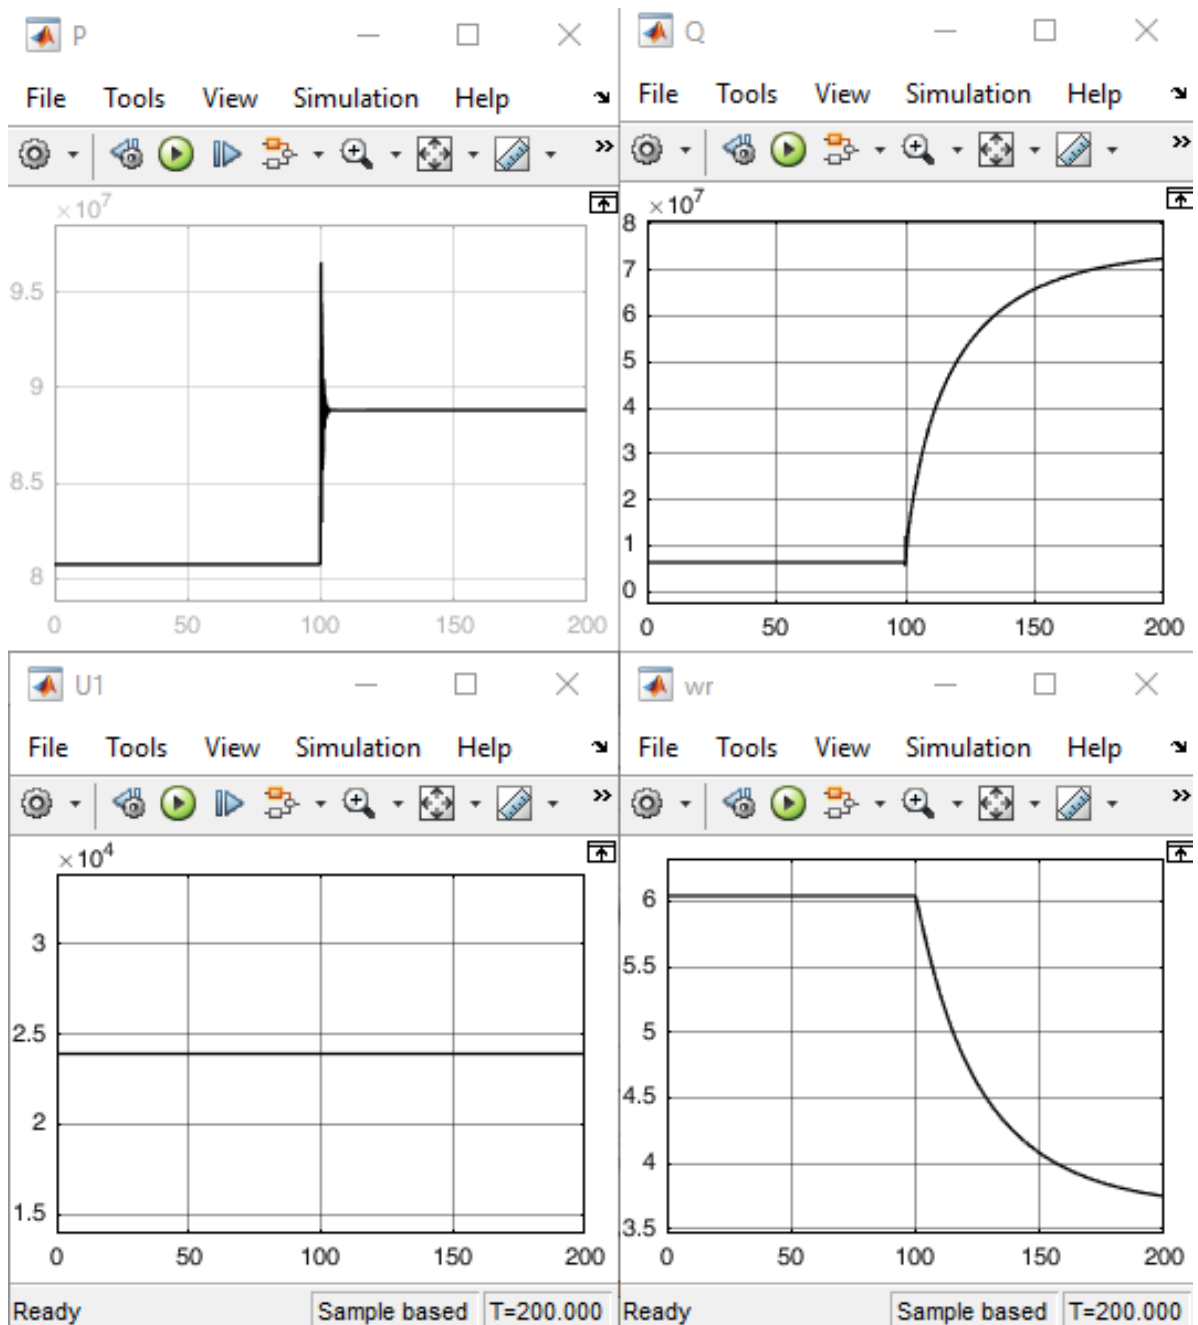 P
File Tools View Simulation Help
×10^7
9.5
9
8.5
8
0 50 100 150 200
Q
File Tools View Simulation Help
×10^7
8
7
6
5
4
3
2
1
0
0 50 100 150 200
U1
File Tools View Simulation Help
×10^4
3
2.5
2
1.5
0 50 100 150 200
Ready Sample based T=200.000
wr
File Tools View Simulation Help
6
5.5
5
4.5
4
3.5
0 50 100 150 200
Ready Sample based T=200.000